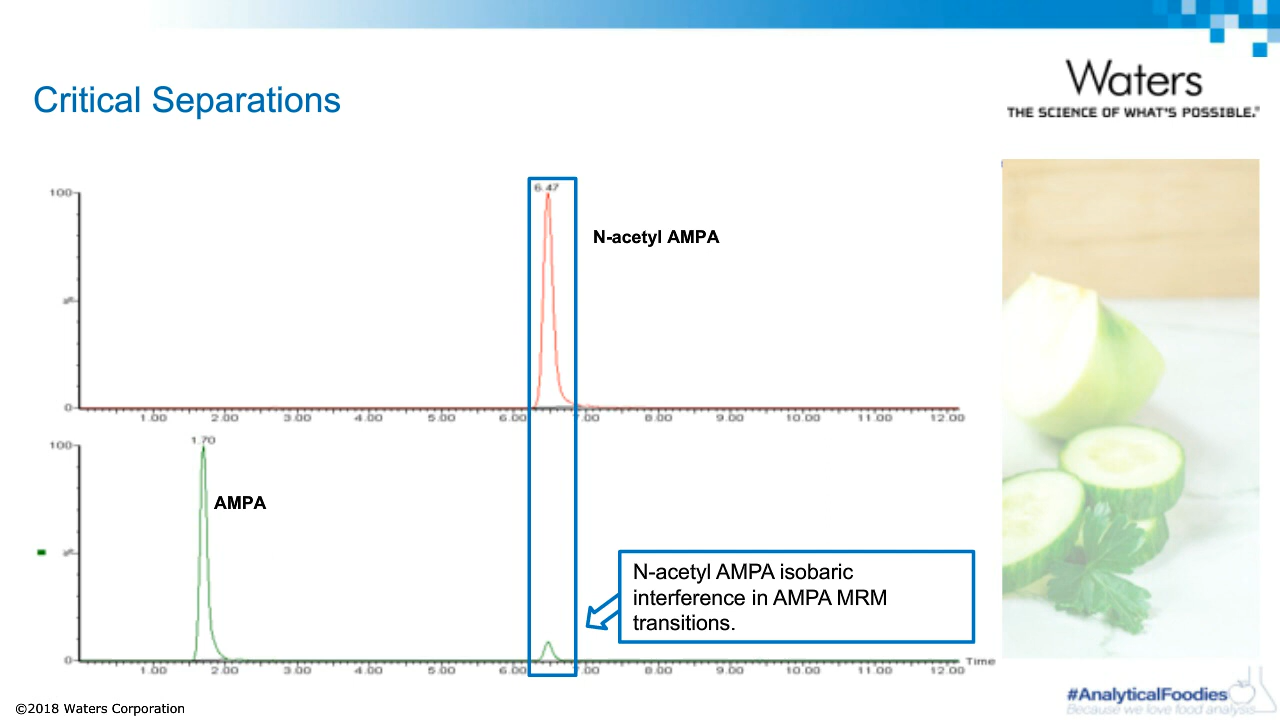 Critical Separations
Waters
THE SCIENCE OF WHAT'S POSSIBLE.®
100
%
0
6.47
N-acetyl AMPA
1.00 2.00 3.00 4.00 5.00 6.00 7.00 8.00 9.00 10.00 11.00 12.00
100
%
0
1.70
AMPA
N-acetyl AMPA isobaric
interference in AMPA MRM
transitions.
1.00 2.00 3.00 4.00 5.00 6.00 7.00 8.00 9.00 10.00 11.00 12.00 Time
©2018 Waters Corporation
#AnalyticalFoodies
Because we love food analysis